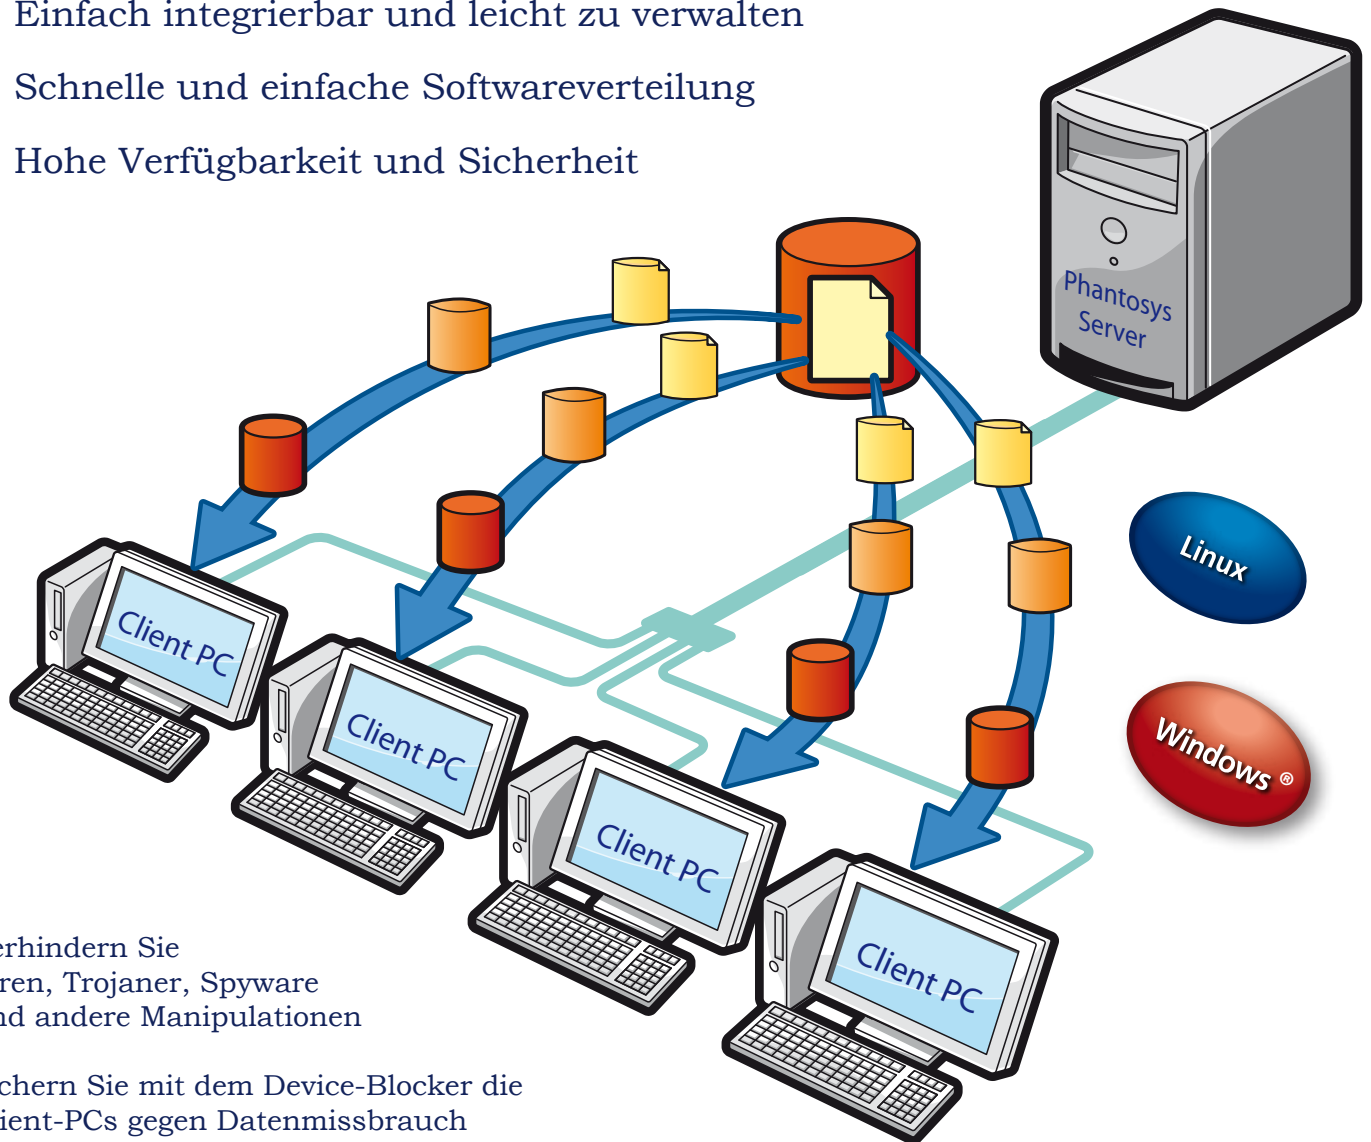 Einfach integrierbar und leicht zu verwalten
Schnelle und einfache Softwareverteilung
Hohe Verfügbarkeit und Sicherheit
Phantosys
Server
Linux
Windows ®
Client PC
Client PC
Client PC
Client PC
erhindern Sie
ren, Trojaner, Spyware
nd andere Manipulationen
chern Sie mit dem Device-Blocker die
ient-PCs gegen Datenmissbrauch